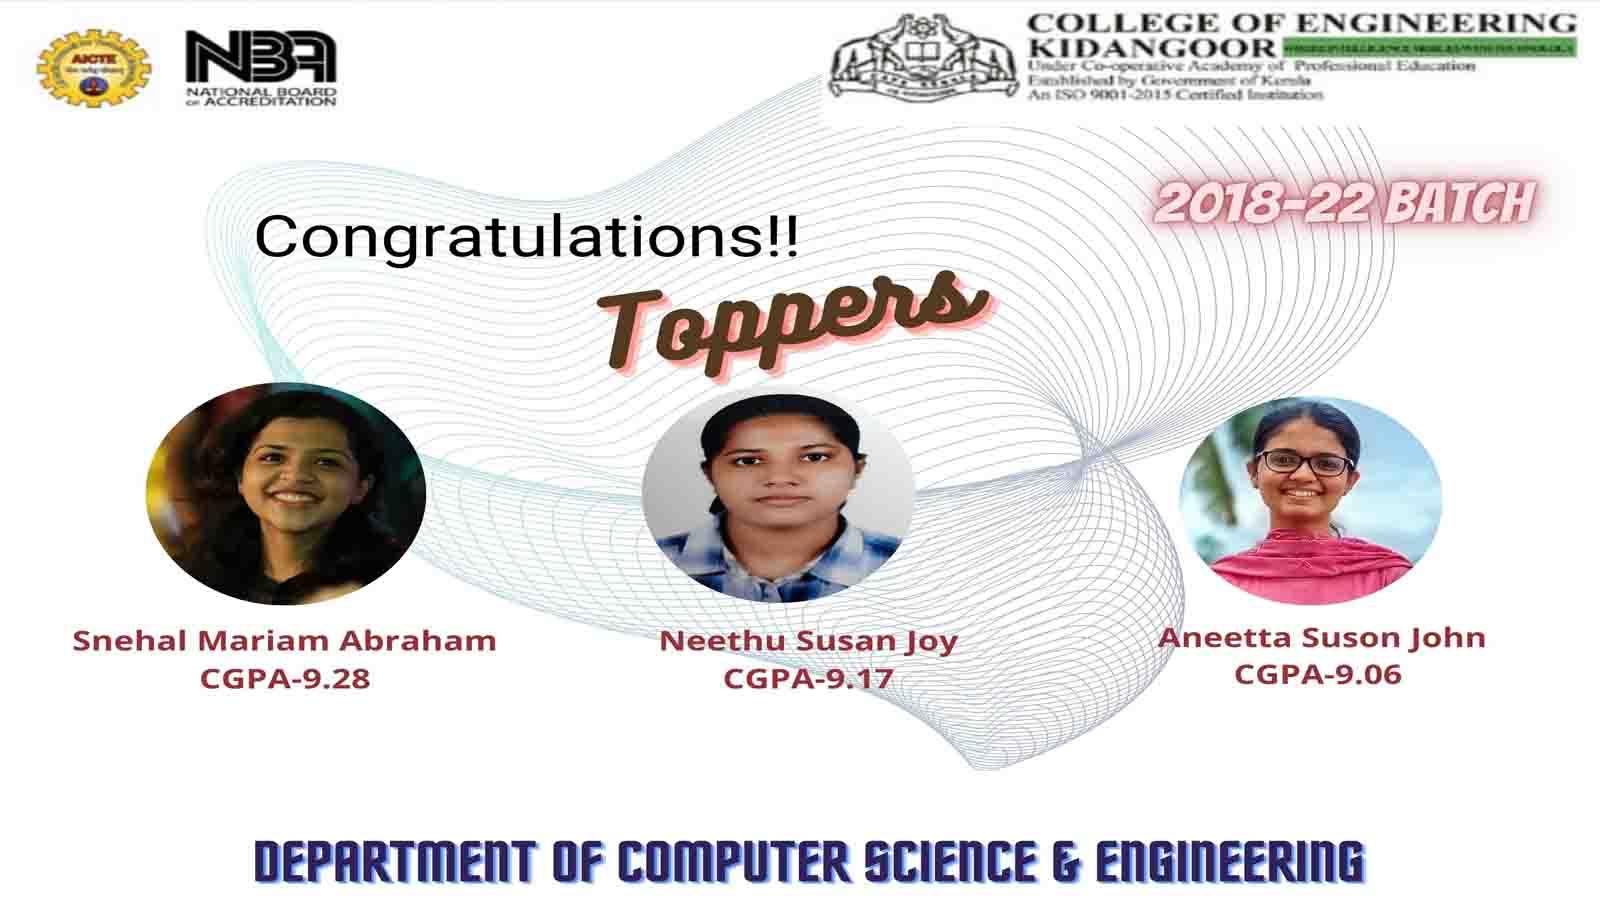 AICTE
NBA
NATIONAL BOARD
OF ACCREDITATION
COLLEGE OF ENGINEERING
KIDANGOOR
Under Co-operative Academy of Professional Education
Established by Government of Kerala
An ISO 9001-2015 Certified Institution
2018-22 BATCH
Congratulations!!
Toppers
Snehal Mariam Abraham
CGPA-9.28
Neethu Susan Joy
CGPA-9.17
Aneetta Suson John
CGPA-9.06
DEPARTMENT OF COMPUTER SCIENCE & ENGINEERING